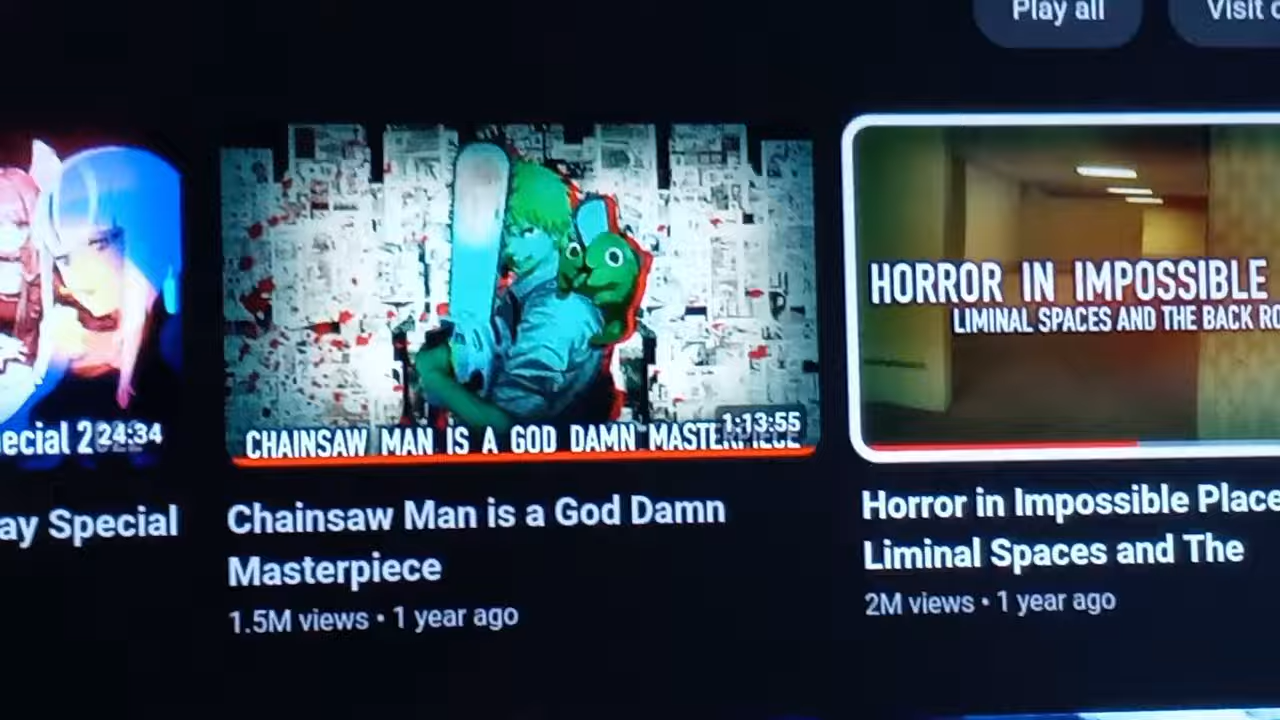 Play all
Visit c
ecial 2
24:34
CHAINSAW MAN IS A GOD DAMN MASTERPIECE
1:13:55
HORROR IN IMPOSSIBLE
LIMINAL SPACES AND THE BACK RO
ay Special
Chainsaw Man is a God Damn
Masterpiece
1.5M views • 1 year ago
Horror in Impossible Place
Liminal Spaces and The
2M views • 1 year ago